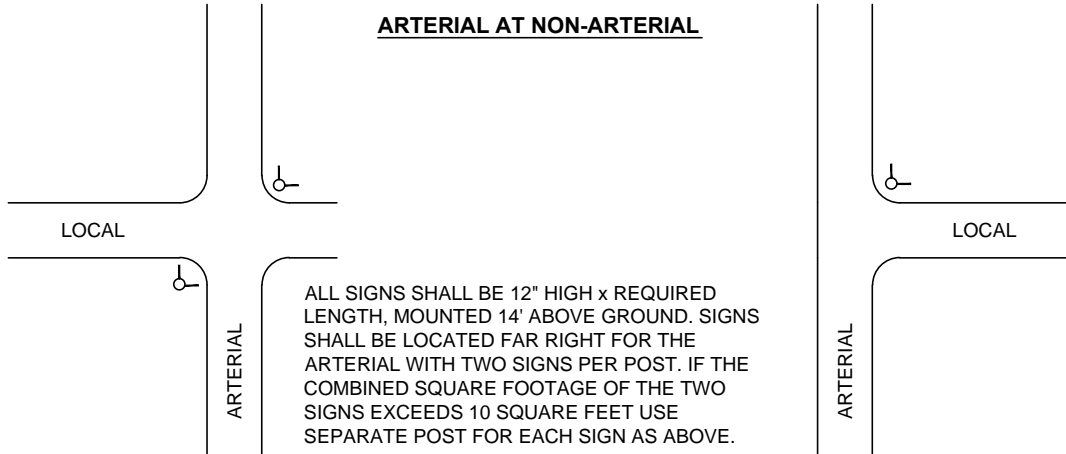 ARTERIAL AT NON-ARTERIAL
LOCAL
LOCAL
ALL SIGNS SHALL BE 12" HIGH x REQUIRED
LENGTH, MOUNTED 14' ABOVE GROUND. SIGNS
SHALL BE LOCATED FAR RIGHT FOR THE
ARTERIAL WITH TWO SIGNS PER POST. IF THE
COMBINED SQUARE FOOTAGE OF THE TWO
SIGNS EXCEEDS 10 SQUARE FEET USE
SEPARATE POST FOR EACH SIGN AS ABOVE.
ARTERIAL
ARTERIAL